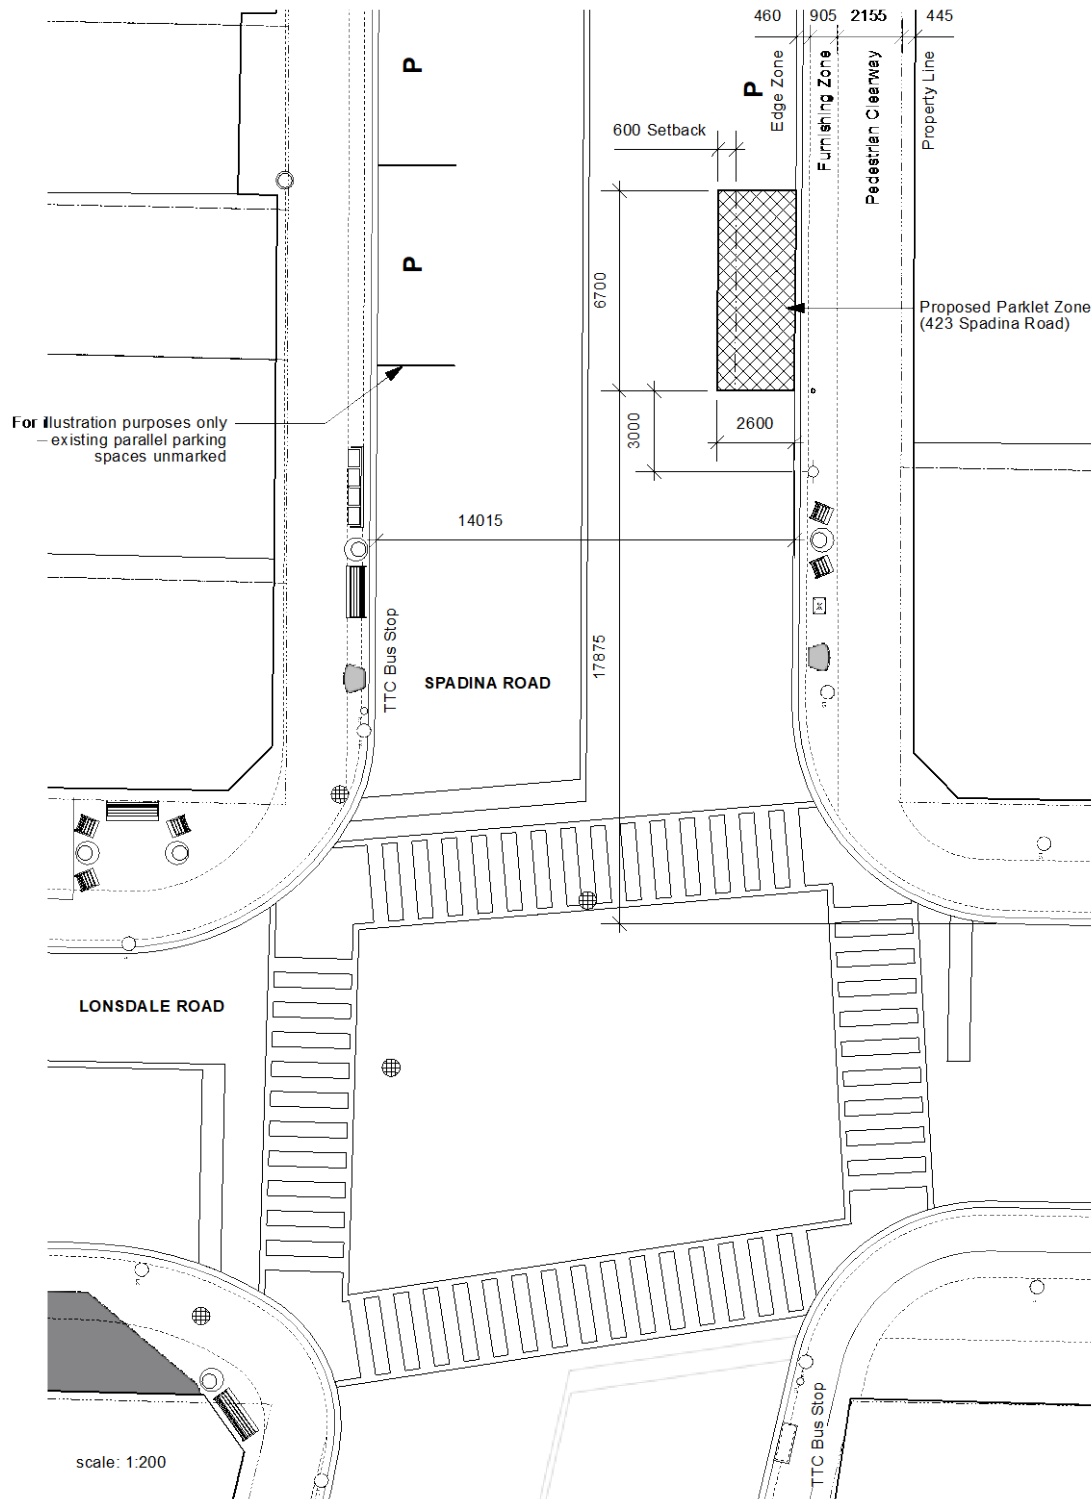 460 905 2155 445
P
P
Edge Zone
Furnishing Zone
Pedestrian Clearway
Property Line
600 Setback
P
6700
Proposed Parklet Zone
(423 Spadina Road)
For illustration purposes only
– existing parallel parking
spaces unmarked
3000
2600
14015
TTC Bus Stop
17875
SPADINA ROAD
LONSDALE ROAD
TTC Bus Stop
scale: 1:200